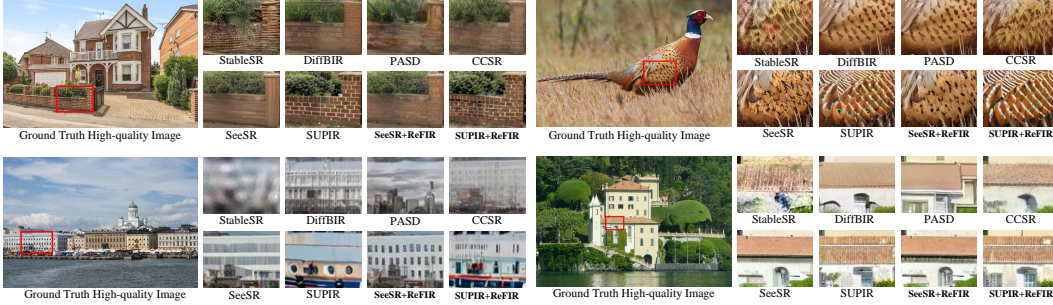 StableSR DiffBIR PASD CCSR
Ground Truth High-quality Image SeeSR SUPIR SeeSR+ReFIR SUPIR+ReFIR
StableSR DiffBIR PASD CCSR
Ground Truth High-quality Image SeeSR SUPIR SeeSR+ReFIR SUPIR+ReFIR
StableSR DiffBIR PASD CCSR
Ground Truth High-quality Image SeeSR SUPIR SeeSR+ReFIR SUPIR+ReFIR
StableSR DiffBIR PASD CCSR
Ground Truth High-quality Image SeeSR SUPIR SeeSR+ReFIR SUPIR+ReFIR